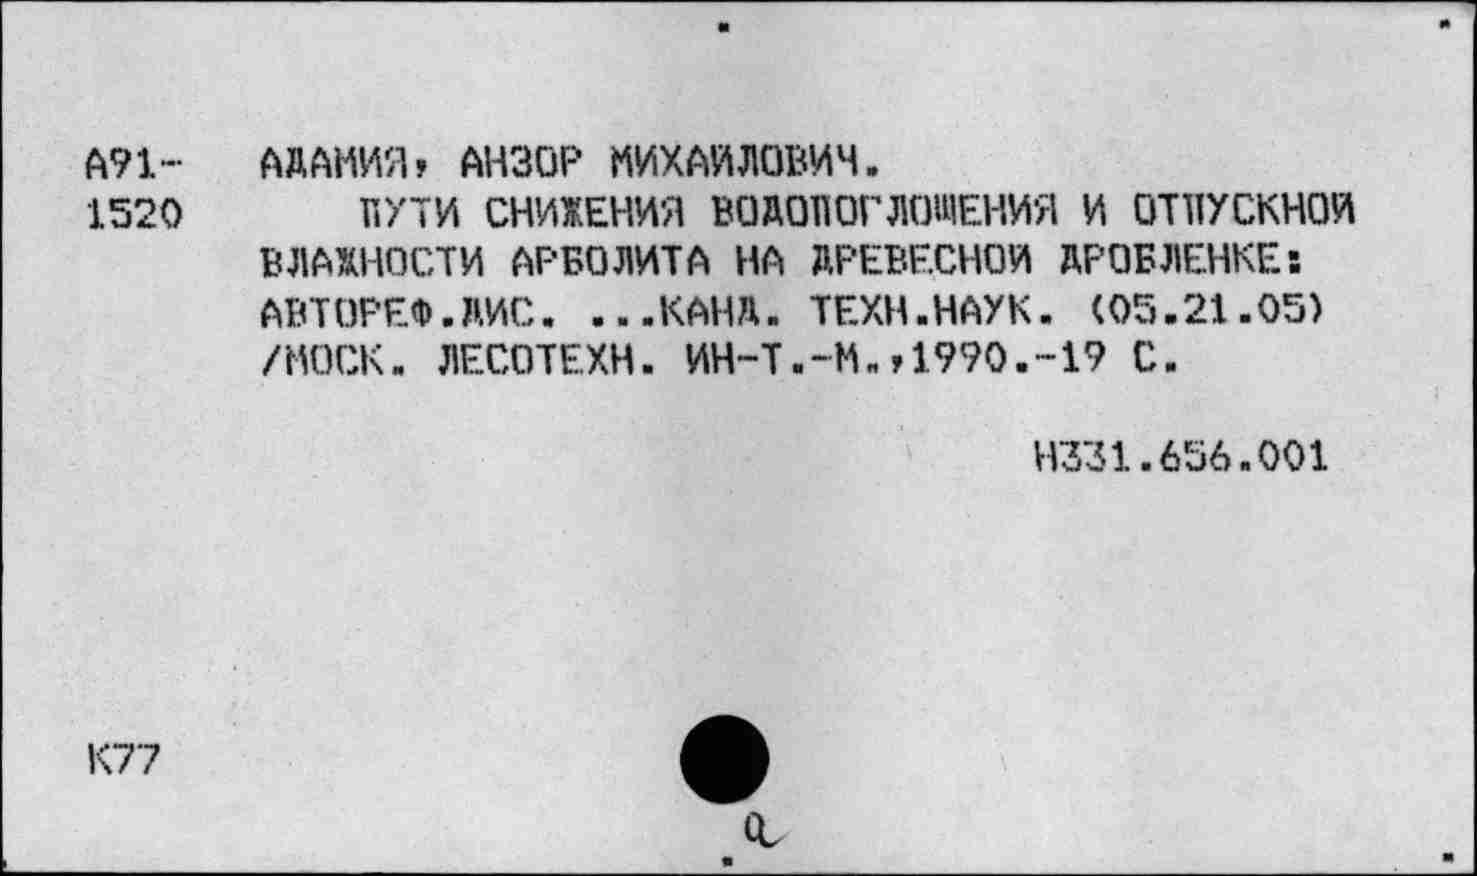 А91-    АДАМИЯ, АНЗОР МИХАЙЛОВИЧ.
1520    ПУТИ СНИЖЕНИЯ ВОДОПОГЛОЩЕНИЯ И ОТПУСКНОЙ
ВЛАЖНОСТИ АРБОЛИТА НА ДРЕВЕСНОЙ ДРОБЛЕНКЕ:
АВТОРЕФ.ДИС. ...КАНД. ТЕХН.НАУК. (05.21.05)
/МОСК. ЛЕСОТЕХН. ИН-Т.-М.,1990.-19 С.
Н331.656.001
К77
а